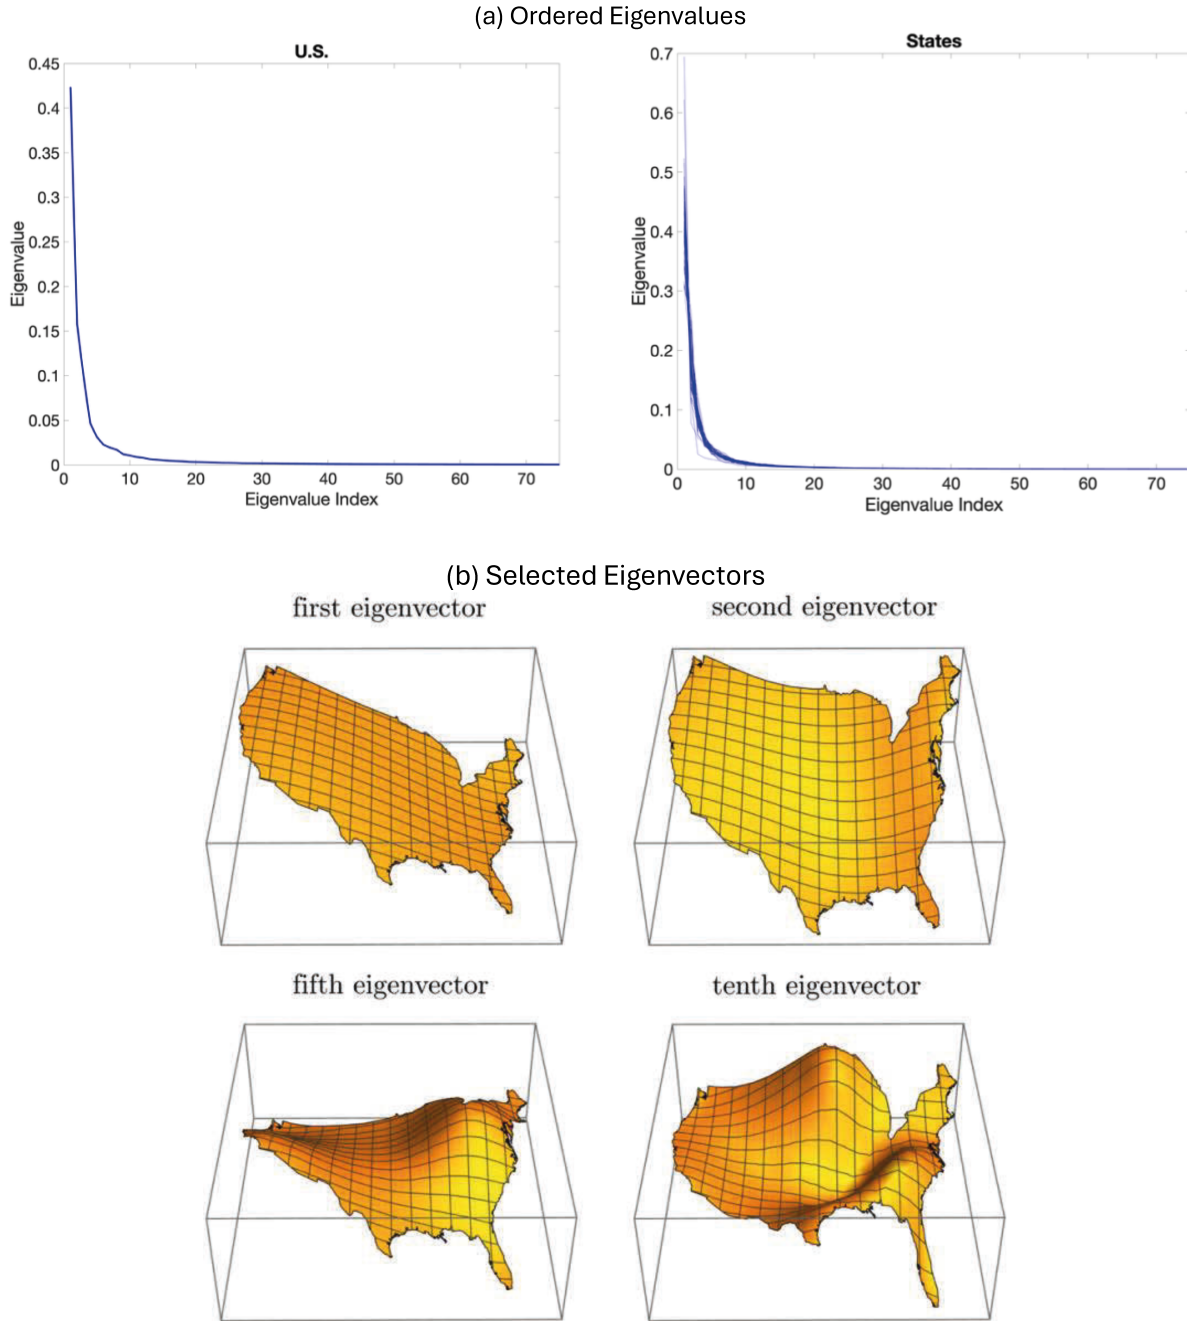 (a) Ordered Eigenvalues
U.S.
0.45
0.4
0.35
0.3
0.25
0.2
0.15
0.1
0.05
0
Eigenvalue
0 10 20 30 40 50 60 70
Eigenvalue Index
States
0.7
0.6
0.5
0.4
0.3
0.2
0.1
0
Eigenvalue
0 10 20 30 40 50 60 70
Eigenvalue Index
(b) Selected Eigenvectors
first eigenvector
second eigenvector
fifth eigenvector
tenth eigenvector